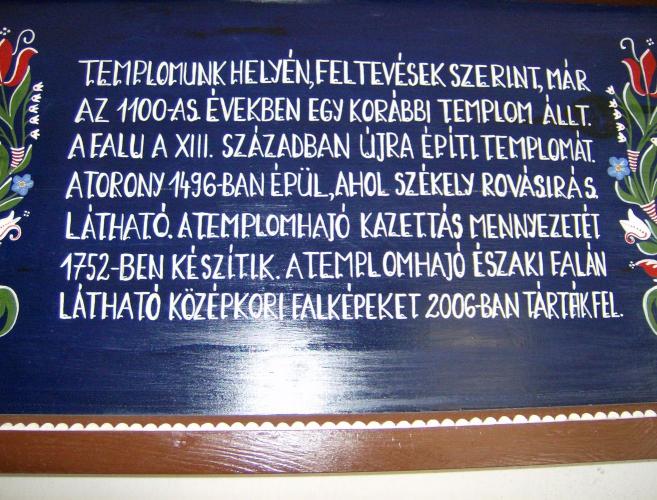 TEMPLOMUNK HELYÉN, FELTEVÉSEK SZERINT, MÁR
AZ 1100-AS ÉVEKBEN EGY KORÁBBI TEMPLOM ÁLLT.
A FALU A XIII. SZÁZADBAN ÚJRA ÉPÍTI TEMPLOMÁT.
A TORONY 1496-BAN ÉPÜL, AHOL SZÉKELY ROVÁSIRÁS
LÁTHATÓ. A TEMPLOMHAJÓ KAZETTÁS MENNYEZETÉT
1752-BEN KÉSZÍTIK. A TEMPLOMHAJÓ ÉSZAKI FALÁN
LÁTHATÓ KÖZÉPKORI FALKÉPEKET 2006-BAN TÁRTÁK FEL.